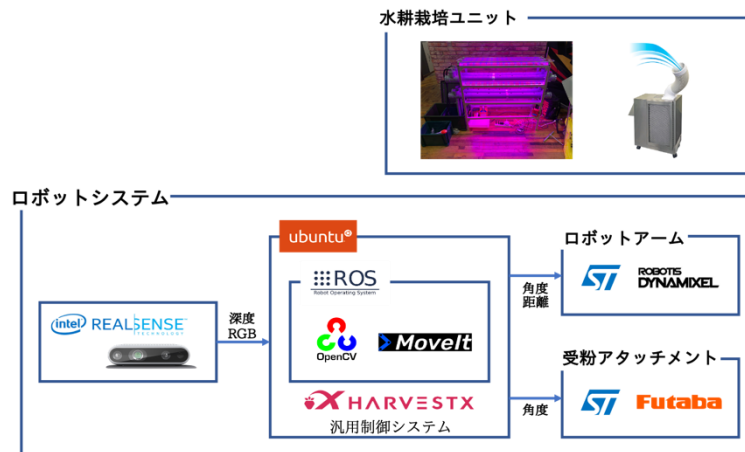 水耕栽培ユニット
ロボットシステム
ubuntu®
ロボットアーム
ROS
Robot Operating System
ST
ROBOTIS
DYNAMIXEL
角度
距離
intel REALSENSE
TECHNOLOGY
深度
RGB
OpenCV
MoveIt
受粉アタッチメント
HARVESTX
汎用制御システム
角度
ST Futaba